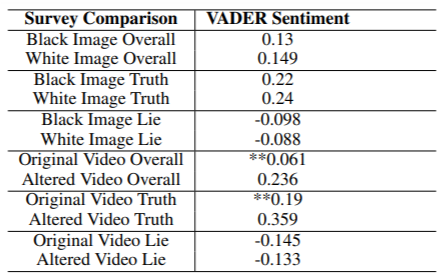 Survey Comparison VADER Sentiment
Black Image Overall 0.13
White Image Overall 0.149
Black Image Truth 0.22
White Image Truth 0.24
Black Image Lie -0.098
White Image Lie -0.088
Original Video Overall **0.061
Altered Video Overall 0.236
Original Video Truth **0.19
Altered Video Truth 0.359
Original Video Lie -0.145
Altered Video Lie -0.133